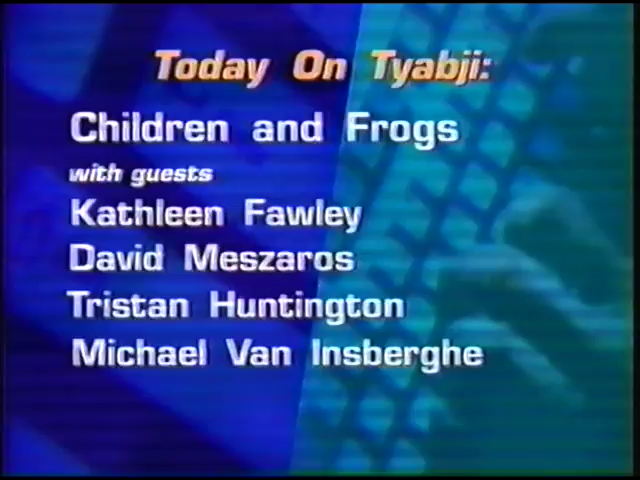 Today On Tyabji:
Children and Frogs
with guests
Kathleen Fawley
David Meszaros
Tristan Huntington
Michael Van Insberghe